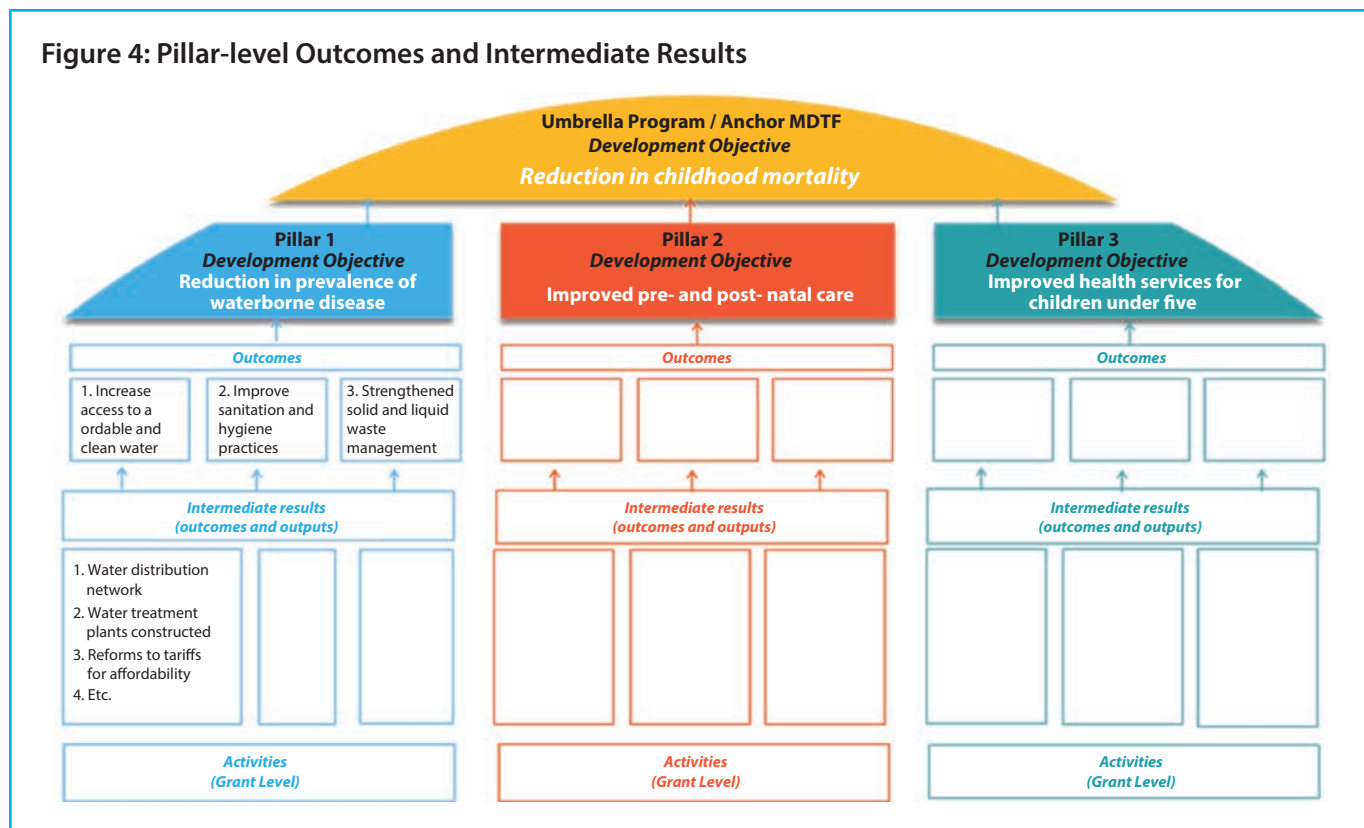 Figure 4: Pillar-level Outcomes and Intermediate Results
Umbrella Program / Anchor MDTF
Development Objective
Reduction in childhood mortality
Pillar 1
Development Objective
Reduction in prevalence of
waterborne disease
Pillar 2
Development Objective
Improved pre- and post- natal care
Pillar 3
Development Objective
Improved health services for
children under five
Outcomes
Outcomes
Outcomes
1. Increase
access to a
ordable and
clean water
2. Improve
sanitation and
hygiene
practices
3. Strengthened
solid and liquid
waste
management
Intermediate results
(outcomes and outputs)
Intermediate results
(outcomes and outputs)
Intermediate results
(outcomes and outputs)
1. Water distribution
network
2. Water treatment
plants constructed
3. Reforms to tariffs
for affordability
4. Etc.
Activities
(Grant Level)
Activities
(Grant Level)
Activities
(Grant Level)